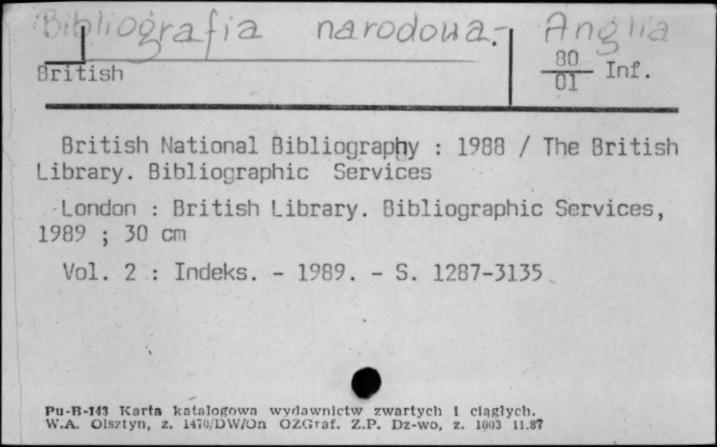 Bibliografia narodowa. - Anglia
British
80
01 Inf.
British National Bibliography : 1988 / The British
Library. Bibliographic Services
London : British Library. Bibliographic Services,
1989 ; 30 cm
Vol. 2 : Indeks. - 1989. - S. 1287-3135
Pu-B-143 Karta katalogowa wydawnictw zwartych i ciągłych.
W.A. Olsztyn, z. 1470/DW/On OZGraf. Z.P. Dz-wo, z. 1003 11.87